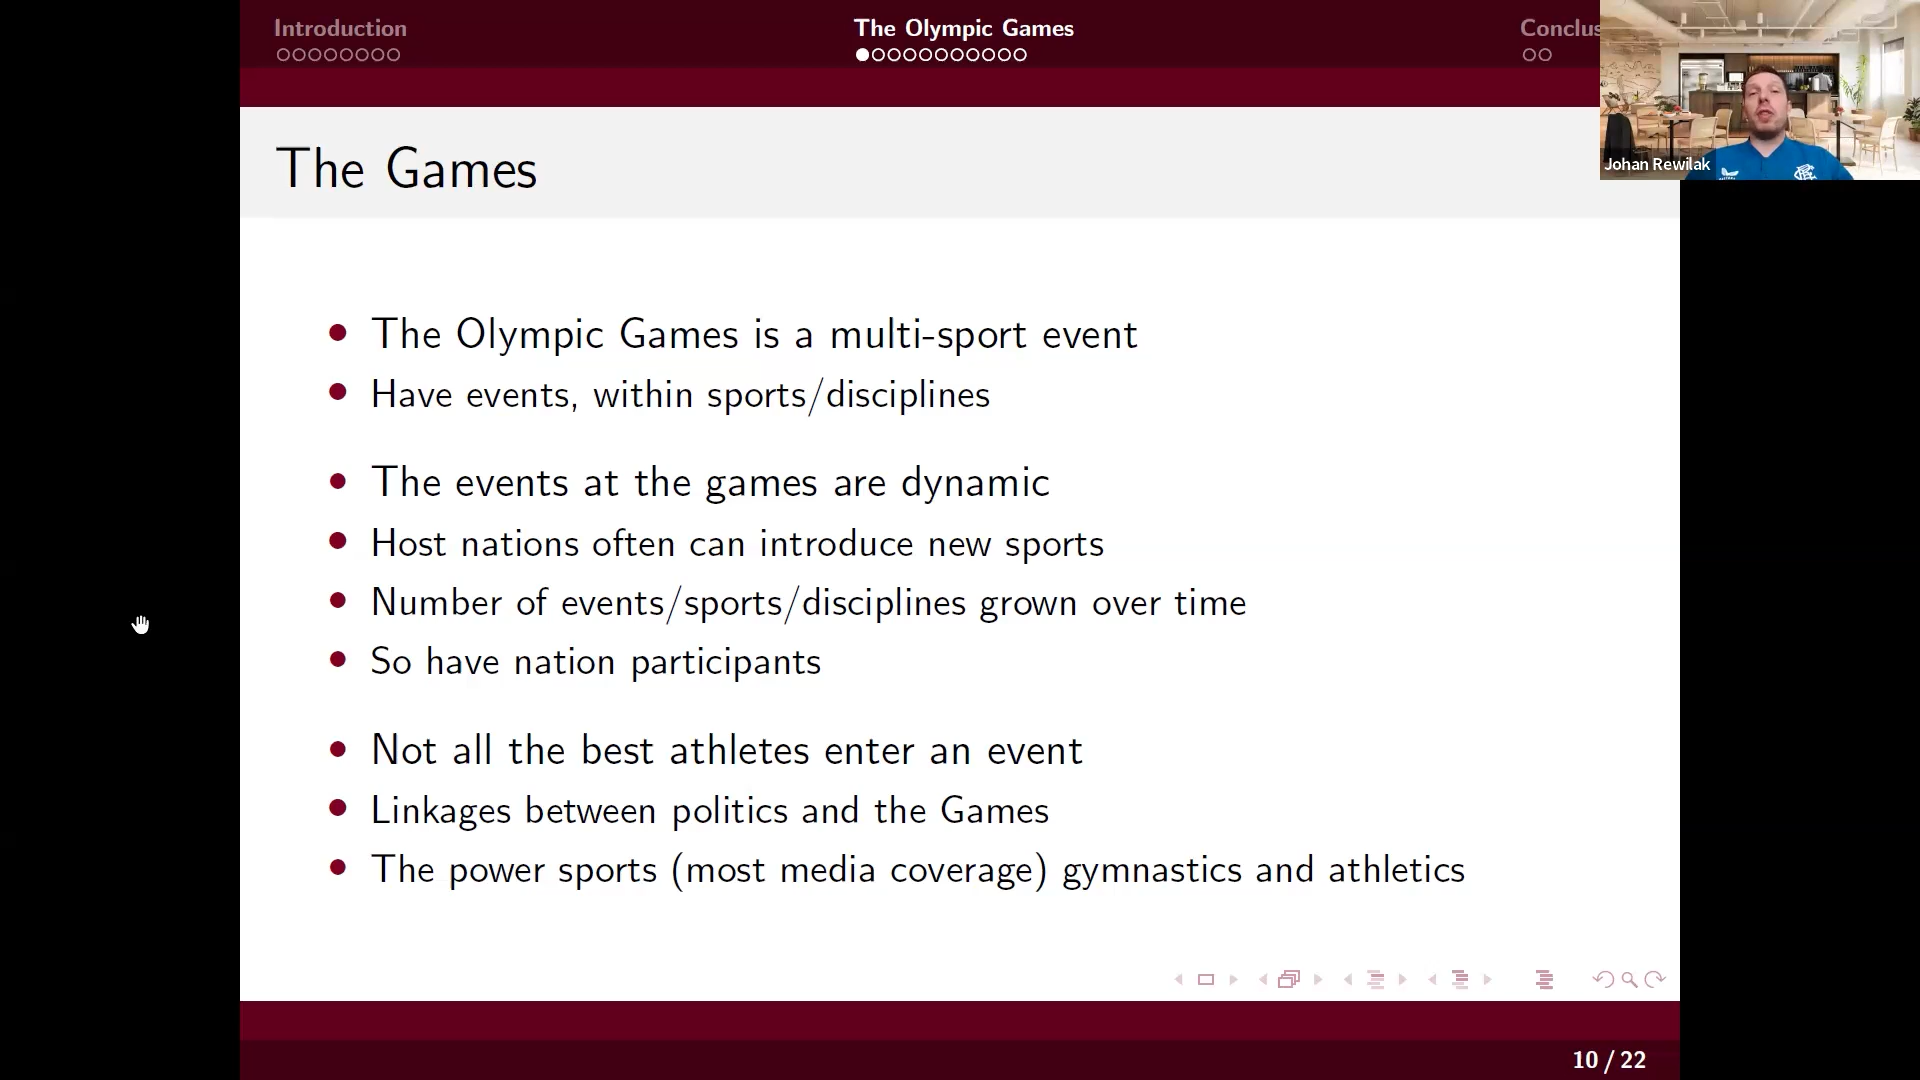 Introduction
The Olympic Games
Conclus
Johan Rewilak
The Games
The Olympic Games is a multi-sport event
Have events, within sports/disciplines
The events at the games are dynamic
Host nations often can introduce new sports
Number of events/sports/disciplines grown over time
So have nation participants
Not all the best athletes enter an event
Linkages between politics and the Games
The power sports (most media coverage) gymnastics and athletics
10 / 22